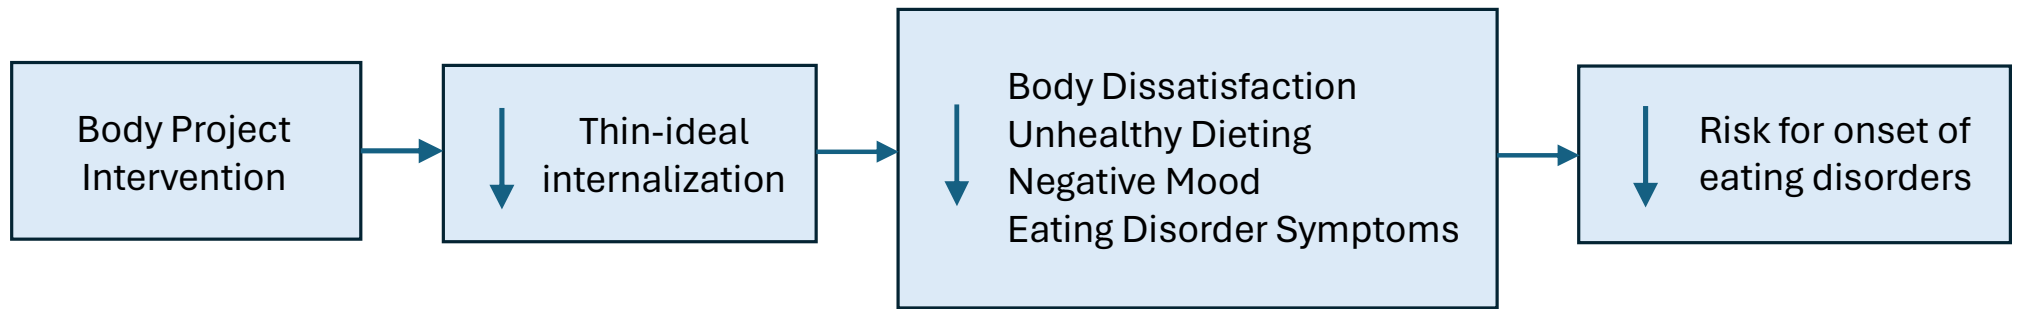 Body Project
Intervention
Thin-ideal
internalization
Body Dissatisfaction
Unhealthy Dieting
Negative Mood
Eating Disorder Symptoms
Risk for onset of
eating disorders